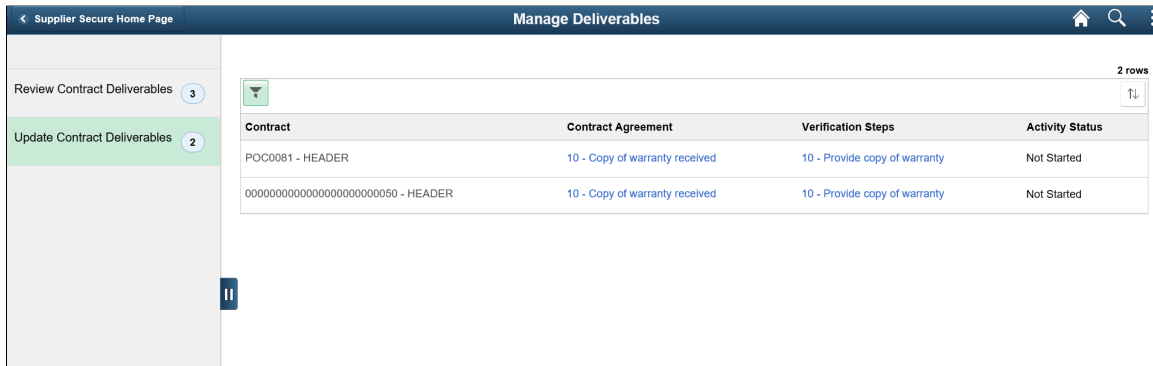 Supplier Secure Home Page
Manage Deliverables
Review Contract Deliverables 3
Update Contract Deliverables 2
2 rows
Contract Contract Agreement Verification Steps Activity Status
POC0081 - HEADER 10 - Copy of warranty received 10 - Provide copy of warranty Not Started
0000000000000000000000050 - HEADER 10 - Copy of warranty received 10 - Provide copy of warranty Not Started